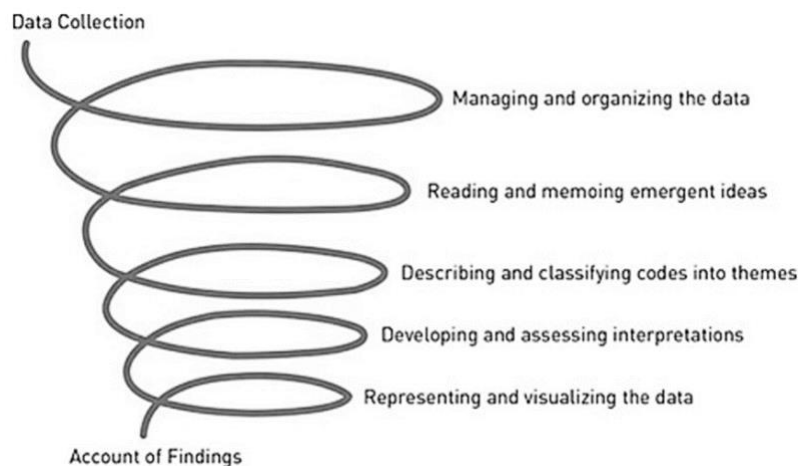 Data Collection
Managing and organizing the data
Reading and memoing emergent ideas
Describing and classifying codes into themes
Developing and assessing interpretations
Representing and visualizing the data
Account of Findings